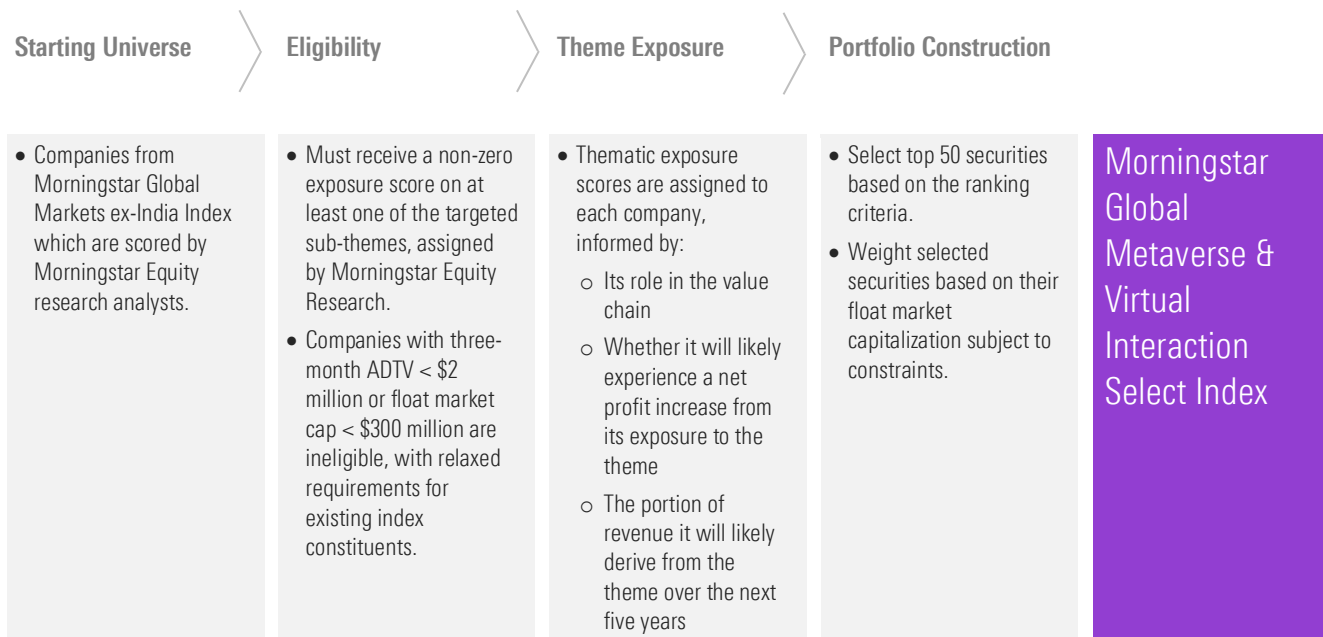 Starting Universe
Eligibility
Theme Exposure
Portfolio Construction
• Companies from
Morningstar Global
Markets ex-India Index
which are scored by
Morningstar Equity
research analysts.
• Must receive a non-zero
exposure score on at
least one of the targeted
sub-themes, assigned
by Morningstar Equity
Research.
• Companies with three-
month ADTV < $2
million or float market
cap < $300 million are
ineligible, with relaxed
requirements for
existing index
constituents.
• Thematic exposure
scores are assigned to
each company,
informed by:
o Its role in the value
chain
o Whether it will likely
experience a net
profit increase from
its exposure to the
theme
o The portion of
revenue it will likely
derive from the
theme over the next
five years
• Select top 50 securities
based on the ranking
criteria.
• Weight selected
securities based on their
float market
capitalization subject to
constraints.
Morningstar
Global
Metaverse &
Virtual
Interaction
Select Index